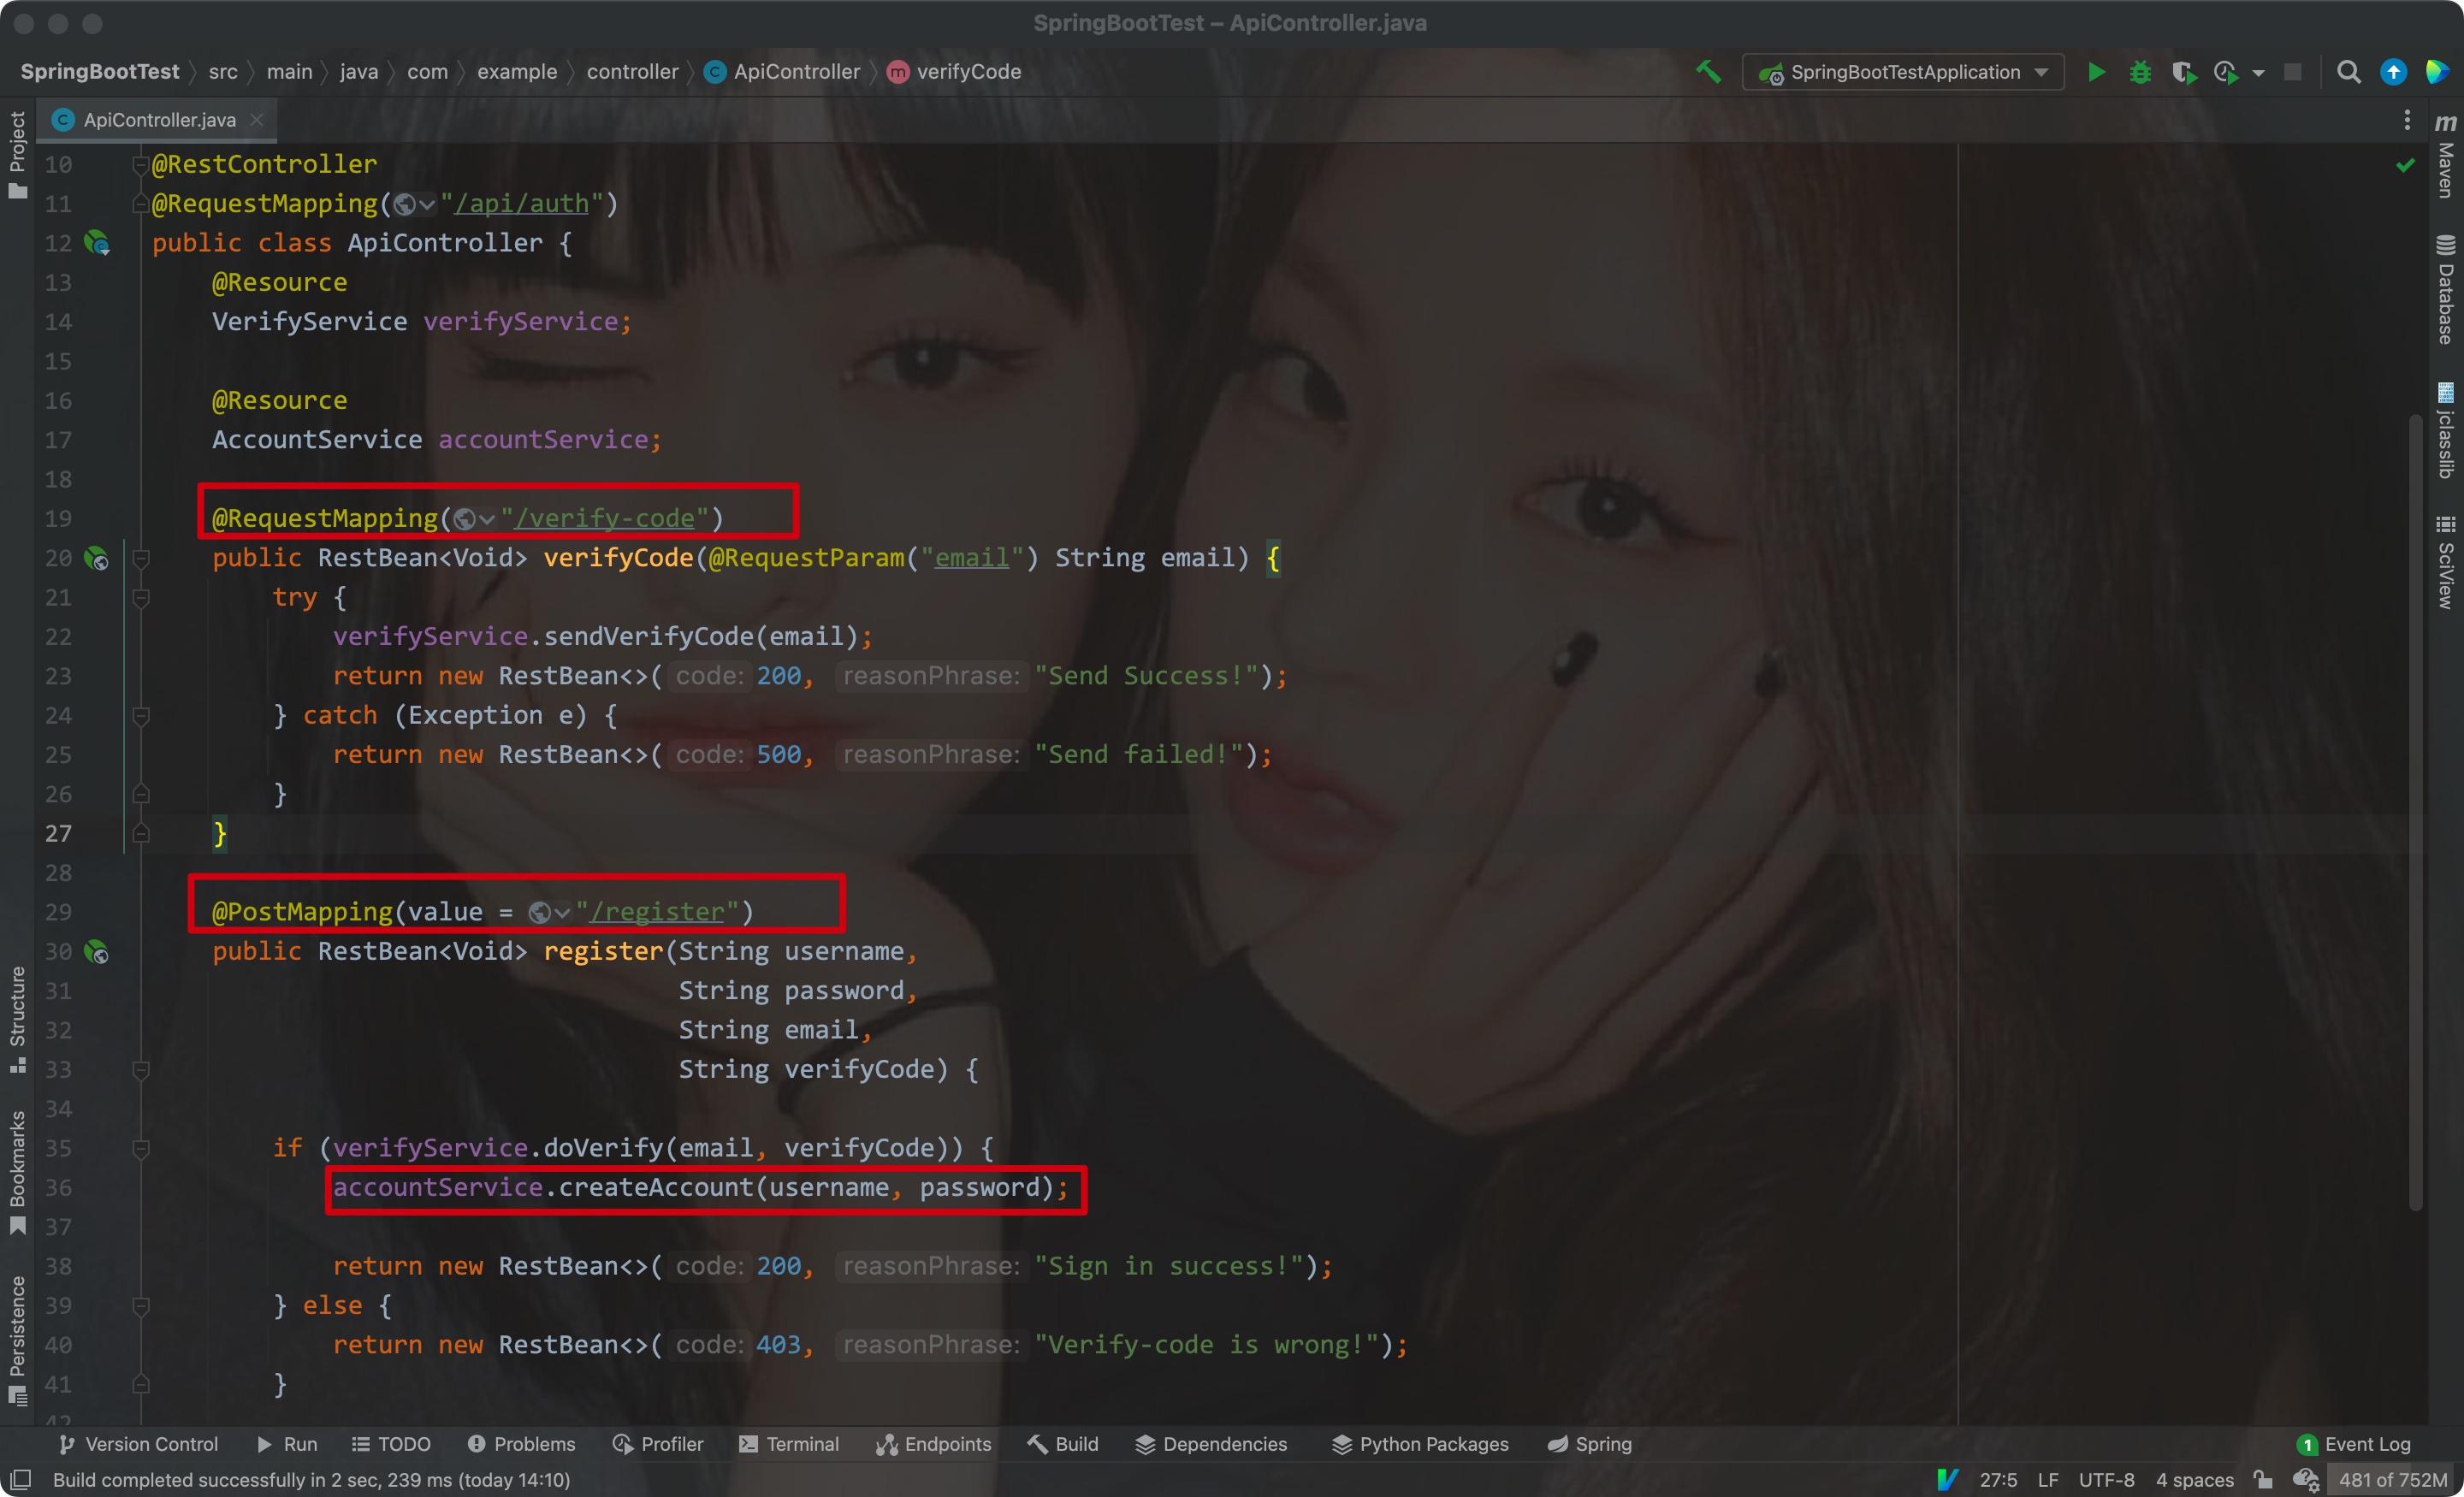 SpringBootTest – ApiController.java
SpringBootTest src main java com example controller C ApiController m verifyCode SpringBootTestApplication
C ApiController.java
Project
m Maven
Database
jclasslib
SciView
Structure
Bookmarks
Persistence
10 @RestController
11 @RequestMapping("/api/auth")
12 public class ApiController {
13 @Resource
14 VerifyService verifyService;
15
16 @Resource
17 AccountService accountService;
18
19 @RequestMapping("/verify-code")
20 public RestBean<Void> verifyCode(@RequestParam("email") String email) {
21 try {
22 verifyService.sendVerifyCode(email);
23 return new RestBean<>( code: 200, reasonPhrase: "Send Success!");
24 } catch (Exception e) {
25 return new RestBean<>( code: 500, reasonPhrase: "Send failed!");
26 }
27 }
28
29 @PostMapping(value = "/register")
30 public RestBean<Void> register(String username,
31 String password,
32 String email,
33 String verifyCode) {
34
35 if (verifyService.doVerify(email, verifyCode)) {
36 accountService.createAccount(username, password);
37
38 return new RestBean<>( code: 200, reasonPhrase: "Sign in success!");
39 } else {
40 return new RestBean<>( code: 403, reasonPhrase: "Verify-code is wrong!");
41 }
42
Version Control Run TODO Problems Profiler Terminal Endpoints Build Dependencies Python Packages Spring 1 Event Log
Build completed successfully in 2 sec, 239 ms (today 14:10) 27:5 LF UTF-8 4 spaces 481 of 752M